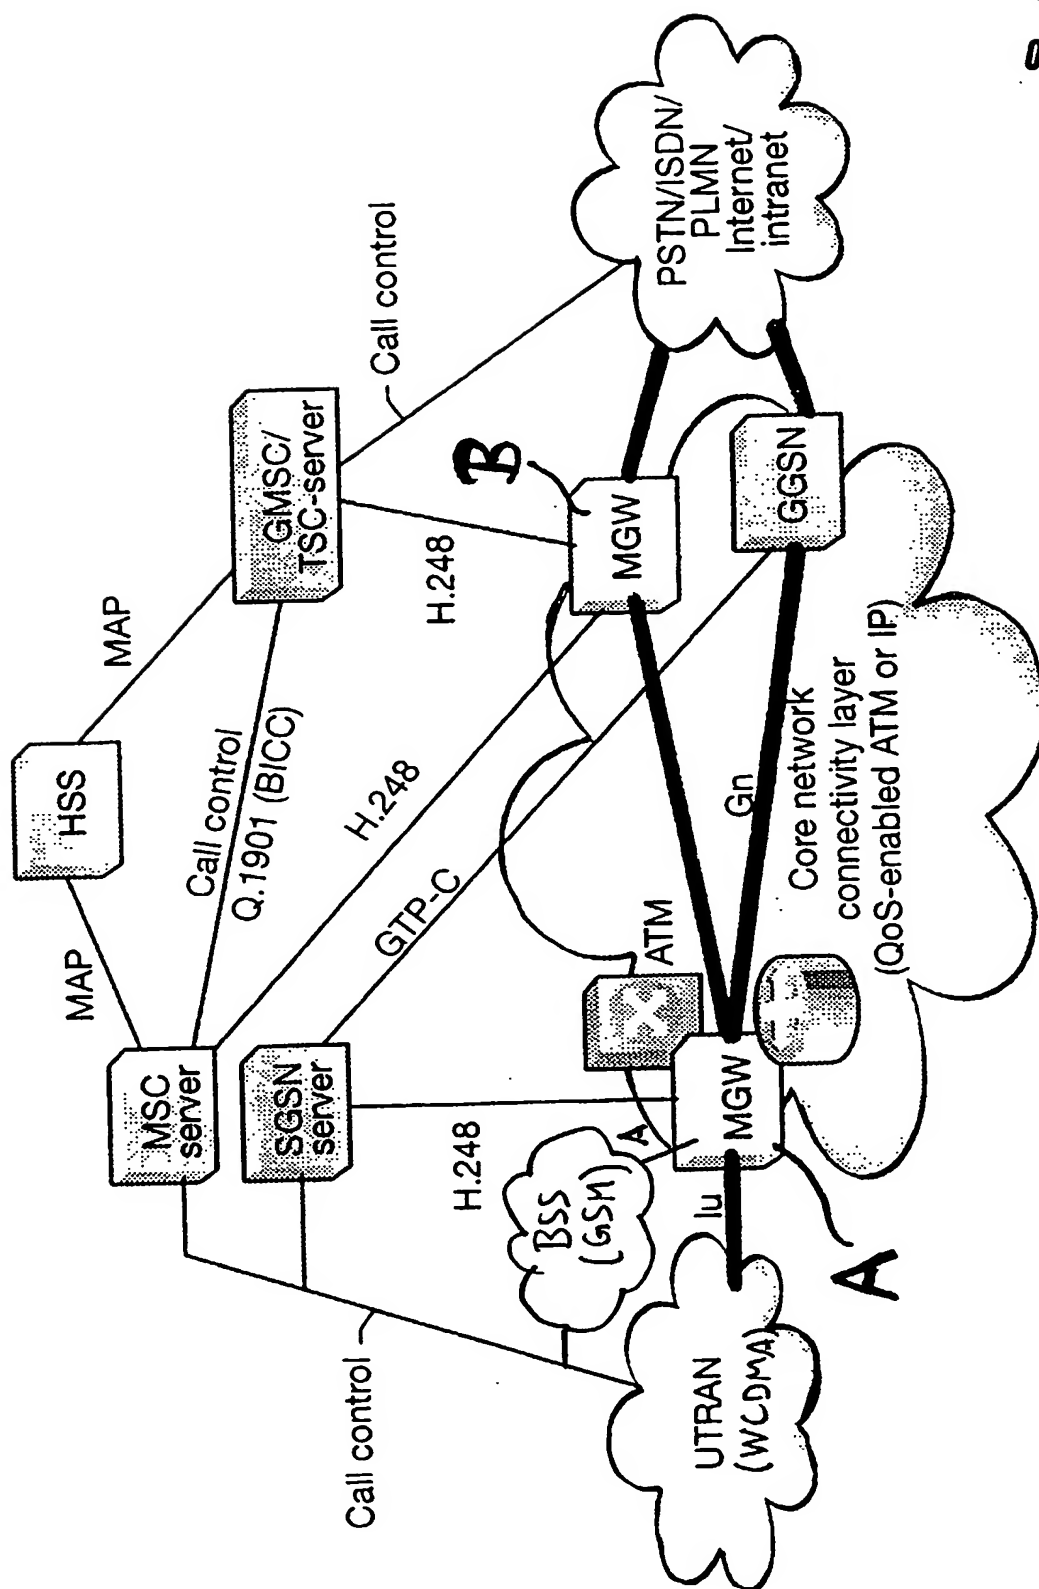 HSS
MAP
MAP
MSC
server
Call control
Q.1901 (BICC)
GMSC/
TSC-server
SGSN
server
H.248
GTP-C
H.248
Call control
Call control
H.248
B
BSS
(GSM)
A
ATM
MGW
MGW
Iu
Gn
GGSN
UTRAN
(WCDMA)
A
Core network
connectivity layer
(QoS-enabled ATM or IP)
PSTN/ISDN/
PLMN
Internet/
intranet